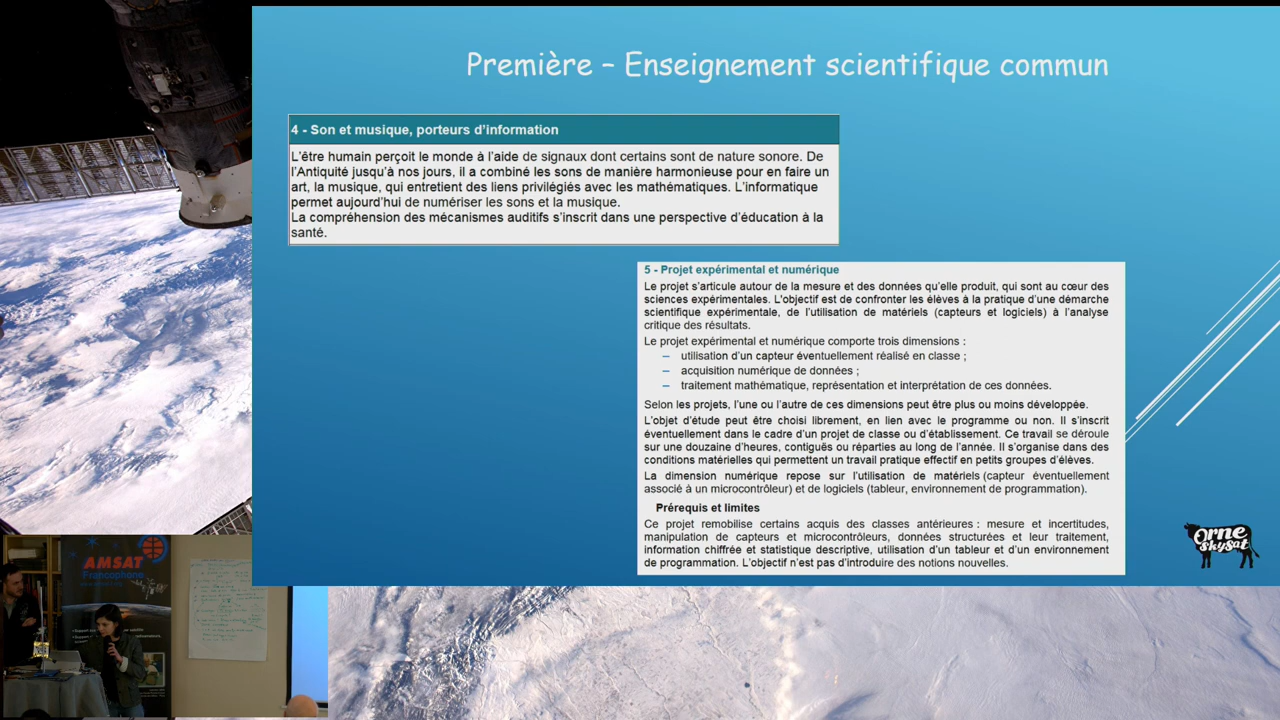 Première – Enseignement scientifique commun
4 - Son et musique, porteurs d'information
L'être humain perçoit le monde à l'aide de signaux dont certains sont de nature sonore. De
l'Antiquité jusqu'à nos jours, il a combiné les sons de manière harmonieuse pour en faire un
art, la musique, qui entretient des liens privilégiés avec les mathématiques. L'informatique
permet aujourd'hui de numériser les sons et la musique.
La compréhension des mécanismes auditifs s'inscrit dans une perspective d'éducation à la
santé.
5 - Projet expérimental et numérique
Le projet s'articule autour de la mesure et des données qu'elle produit, qui sont au cœur des
sciences expérimentales. L'objectif est de confronter les élèves à la pratique d'une démarche
scientifique expérimentale, de l'utilisation de matériels (capteurs et logiciels) à l'analyse
critique des résultats.
Le projet expérimental et numérique comporte trois dimensions :
– utilisation d'un capteur éventuellement réalisé en classe ;
– acquisition numérique de données ;
– traitement mathématique, représentation et interprétation de ces données.
Selon les projets, l'une ou l'autre de ces dimensions peut être plus ou moins développée.
L'objet d'étude peut être choisi librement, en lien avec le programme ou non. Il s'inscrit
éventuellement dans le cadre d'un projet de classe ou d'établissement. Ce travail se déroule
sur une douzaine d'heures, contiguës ou réparties au long de l'année. Il s'organise dans des
conditions matérielles qui permettent un travail pratique effectif en petits groupes d'élèves.
La dimension numérique repose sur l'utilisation de matériels (capteur éventuellement
associé à un microcontrôleur) et de logiciels (tableur, environnement de programmation).
Prérequis et limites
Ce projet remobilise certains acquis des classes antérieures : mesure et incertitudes,
manipulation de capteurs et microcontrôleurs, données structurées et leur traitement,
information chiffrée et statistique descriptive, utilisation d'un tableur et d'un environnement
de programmation. L'objectif n'est pas d'introduire des notions nouvelles.
Orne
SkySat
AMSAT
Francophone